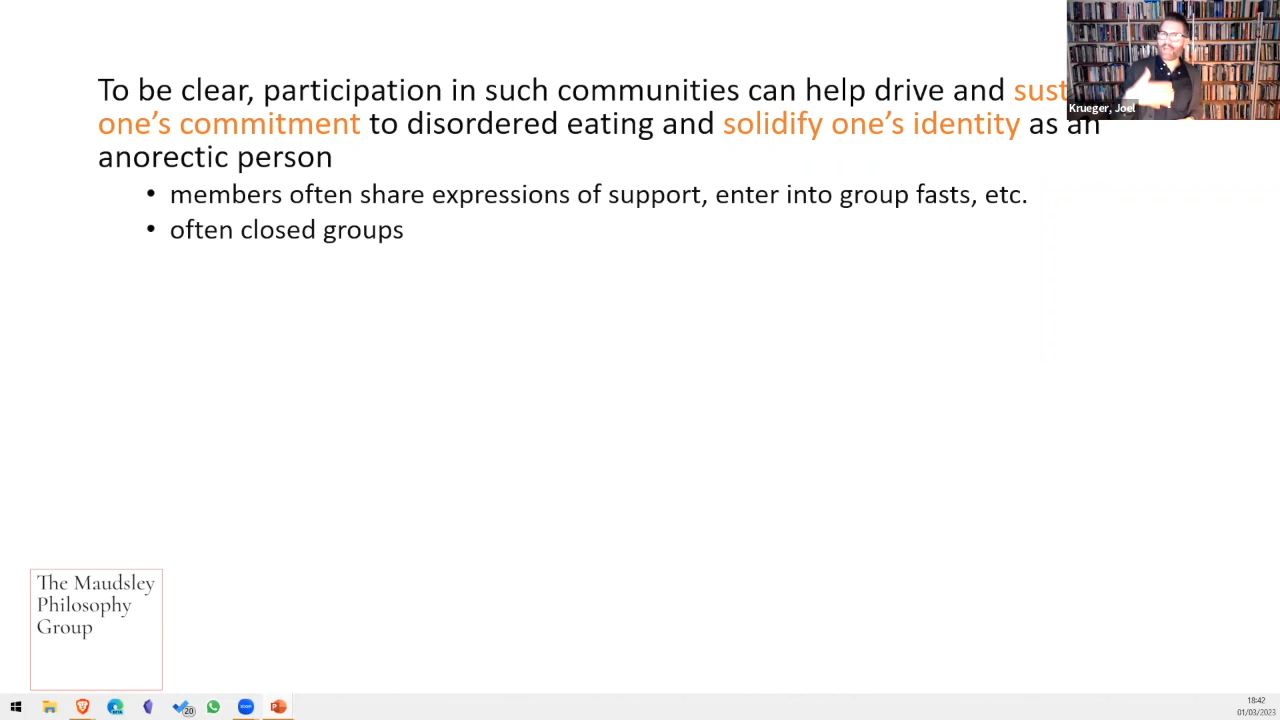 To be clear, participation in such communities can help drive and
one's commitment to disordered eating and solidify one's identity as an
anorectic person
• members often share expressions of support, enter into group fasts, etc.
• often closed groups
Krueger, Joel
The Maudsley
Philosophy
Group
20
zoom
18:42
01/03/2023